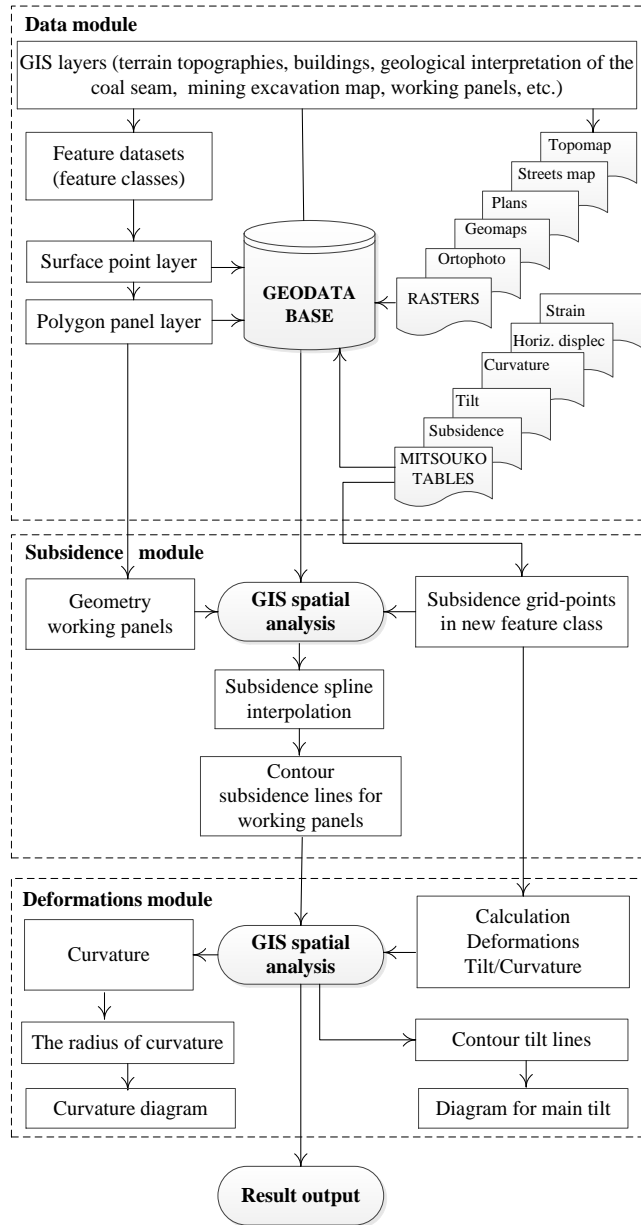 Data module
GIS layers (terrain topographies, buildings, geological interpretation of the
coal seam, mining excavation map, working panels, etc.)
Feature datasets
(feature classes)
Surface point layer
Polygon panel layer
GEODATA
BASE
Topomap
Streets map
Plans
Geomaps
Ortophoto
RASTERS
Strain
Horiz. displec
Curvature
Tilt
Subsidence
MITSOUKO
TABLES
Subsidence module
Geometry
working panels
GIS spatial
analysis
Subsidence grid-points
in new feature class
Subsidence spline
interpolation
Contour
subsidence lines for
working panels
Deformations module
Curvature
GIS spatial
analysis
Calculation
Deformations
Tilt/Curvature
The radius of curvature
Contour tilt lines
Curvature diagram
Diagram for main tilt
Result output